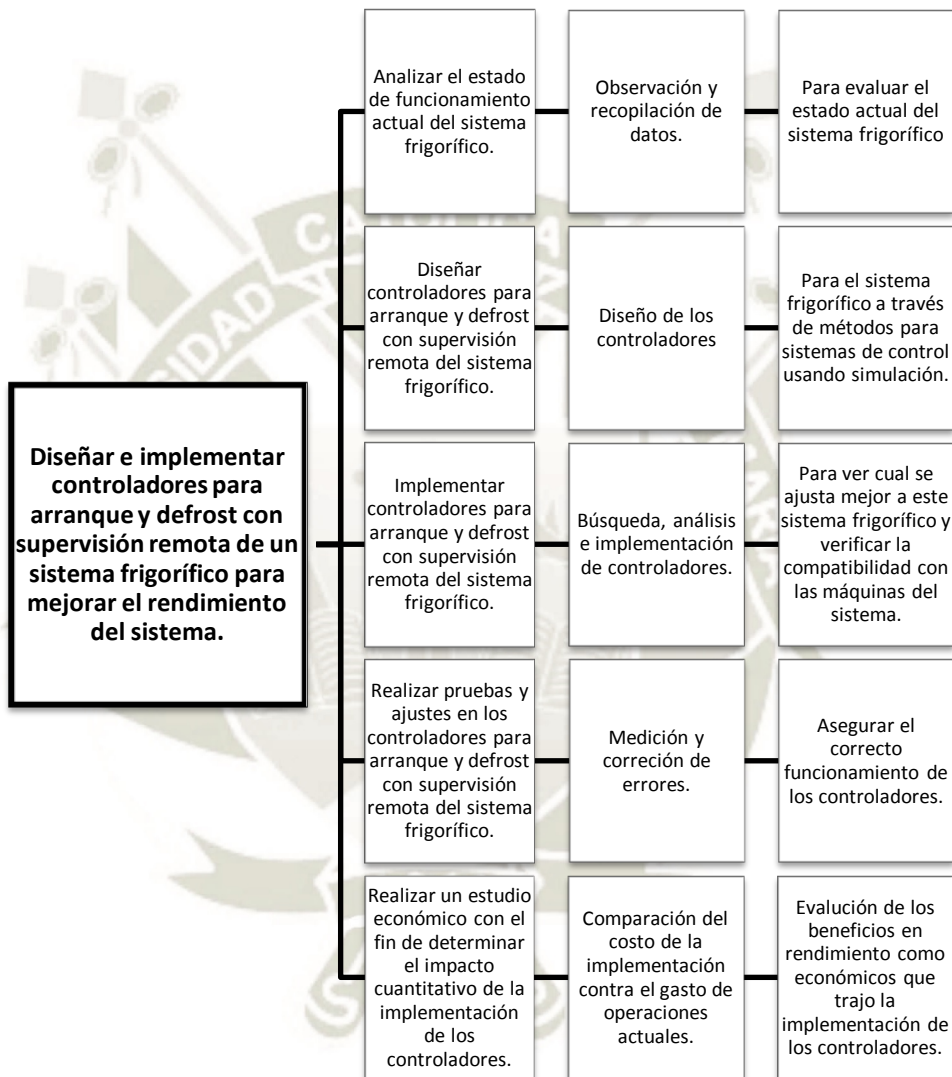 Diseñar e implementar
controladores para
arranque y defrost con
supervisión remota de un
sistema frigorífico para
mejorar el rendimiento
del sistema.
Analizar el estado
de funcionamiento
actual del sistema
frigorífico.
Observación y
recopilación de
datos.
Para evaluar el
estado actual del
sistema frigorífico
Diseñar
controladores para
arranque y defrost
con supervisión
remota del sistema
frigorífico.
Diseño de los
controladores
Para el sistema
frigorífico a través
de métodos para
sistemas de control
usando simulación.
Implementar
controladores para
arranque y defrost
con supervisión
remota del sistema
frigorífico.
Búsqueda, análisis
e implementación
de controladores.
Para ver cual se
ajusta mejor a este
sistema frigorífico y
verificar la
compatibilidad con
las máquinas del
sistema.
Realizar pruebas y
ajustes en los
controladores para
arranque y defrost
con supervisión
remota del sistema
frigorífico.
Medición y
correción de
errores.
Asegurar el
correcto
funcionamiento de
los controladores.
Realizar un estudio
económico con el
fin de determinar
el impacto
cuantitativo de la
implementación
de los
controladores.
Comparación del
costo de la
implementación
contra el gasto de
operaciones
actuales.
Evalución de los
beneficios en
rendimiento como
económicos que
trajo la
implementación de
los controladores.